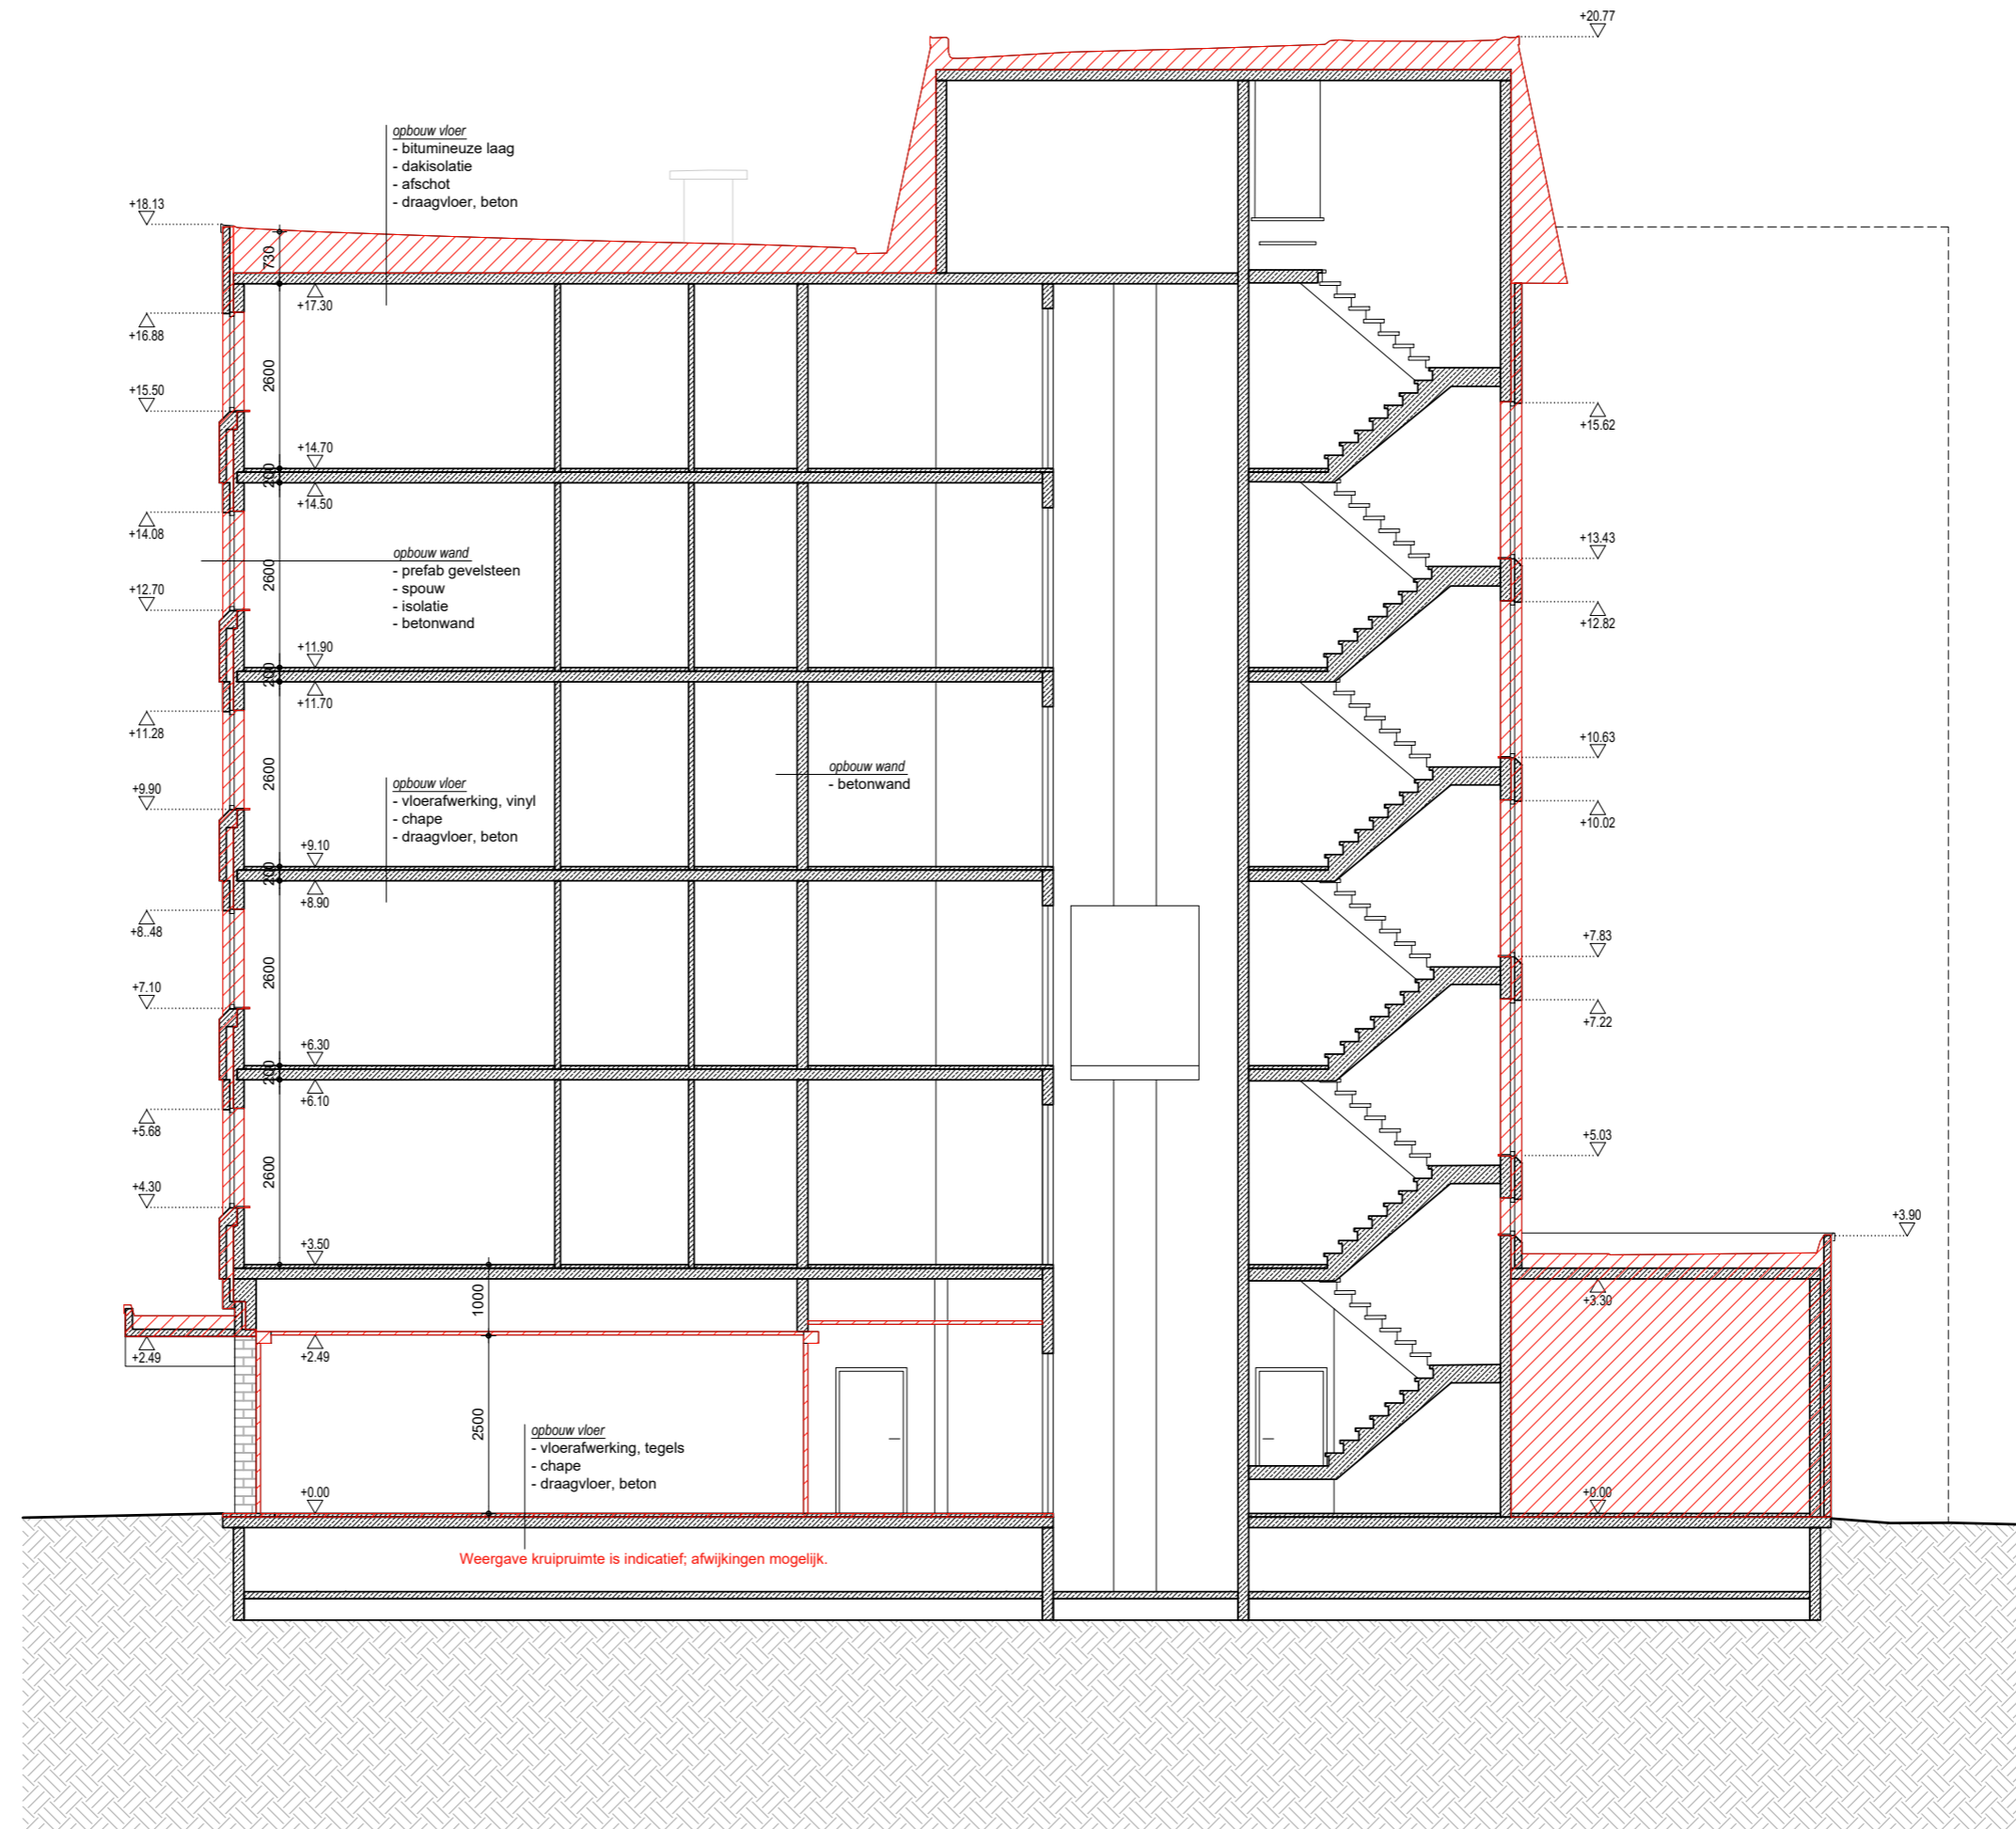 +20.77
opbouw vloer
- bitumineuze laag
- dakisolatie
- afschot
- draagvloer, beton
+18.13
730
+17.30
+16.88
2600
+15.50
+15.62
+14.70
200
+14.50
+14.08
+13.43
opbouw wand
- prefab gevelsteen
- spouw
- isolatie
- betonwand
2600
+12.70
+12.82
+11.90
200
+11.70
+11.28
+10.63
opbouw wand
- betonwand
2600
opbouw vloer
- vloerafwerking, vinyl
- chape
- draagvloer, beton
+9.90
+10.02
+9.10
200
+8.90
+8..48
+7.83
2600
+7.10
+7.22
+6.30
200
+6.10
+5.68
+5.03
2600
+4.30
+3.90
+3.50
1000
+3.30
+2.49
+2.49
2500
opbouw vloer
- vloerafwerking, tegels
- chape
- draagvloer, beton
+0.00
+0.00
Weergave kruipruimte is indicatief; afwijkingen mogelijk.